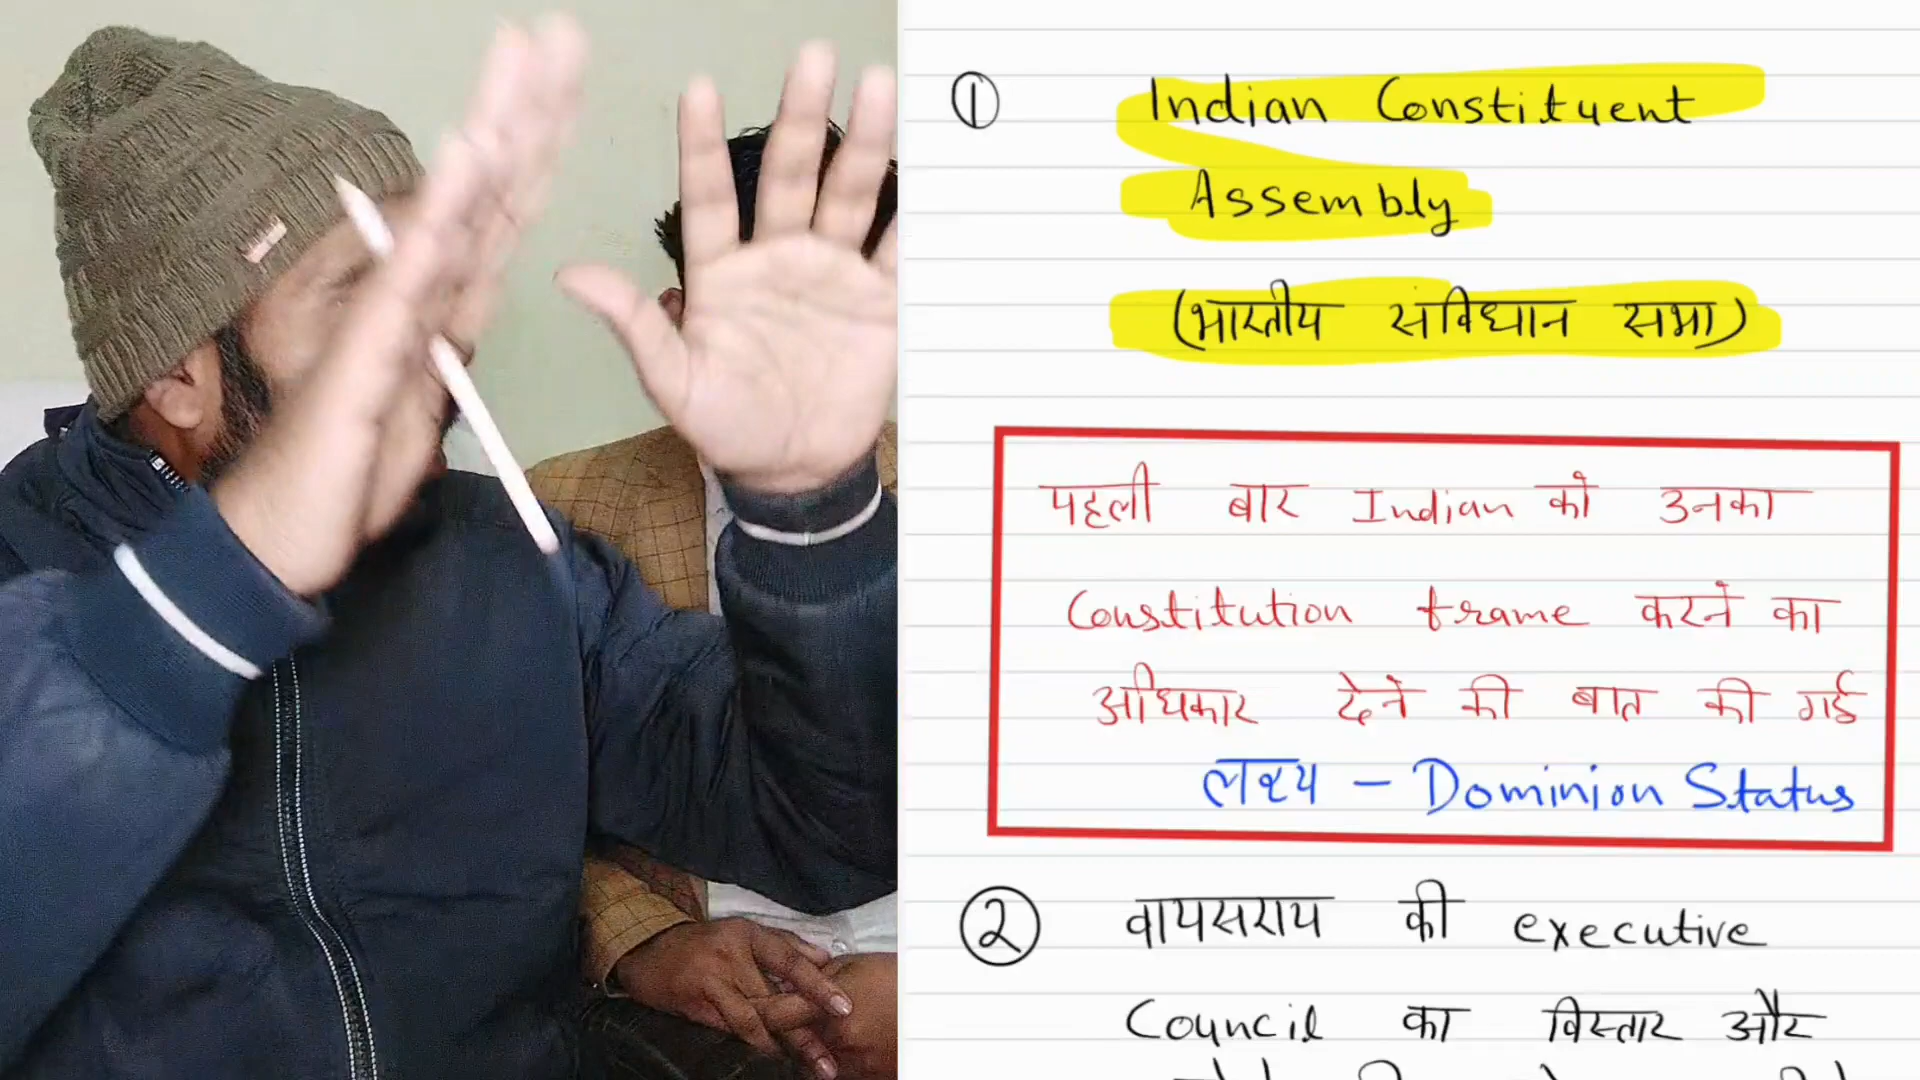 ① Indian Constituent
Assembly
(भारतीय संविधान सभा)
पहली बार Indian को उनका
Constitution frame करने का
अधिकार देने की बात की गई
लक्ष्य - Dominion Status
② वायसराय की executive
Council का विस्तार और